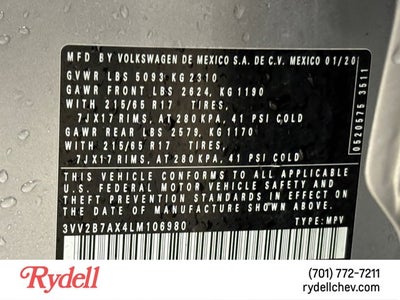 MFD. BY VOLKSWAGEN DE MEXICO S.A. DE C.V. MEXICO 01/20
GVWR LBS 5093 KG 2310
GAWR FRONT LBS 2624, KG 1190
WITH 215/65 R17 TIRES,
7JX17 RIMS, AT 280 KPA, 41 PSI COLD
GAWR REAR LBS 2579, KG 1170
WITH 215/65 R17 TIRES,
7JX17 RIMS, AT 280 KPA, 41 PSI COLD
THIS VEHICLE CONFORMS TO ALL APPLICABLE
U.S. FEDERAL MOTOR VEHICLE SAFETY AND
THEFT PREVENTION STANDARDS IN EFFECT ON
THE DATE OF MANUFACTURE SHOWN ABOVE.
3VV2B7AX4LM106980 TYPE: MPV
0520575 3511
Rydell
(701) 772-7211
rydellchev.com